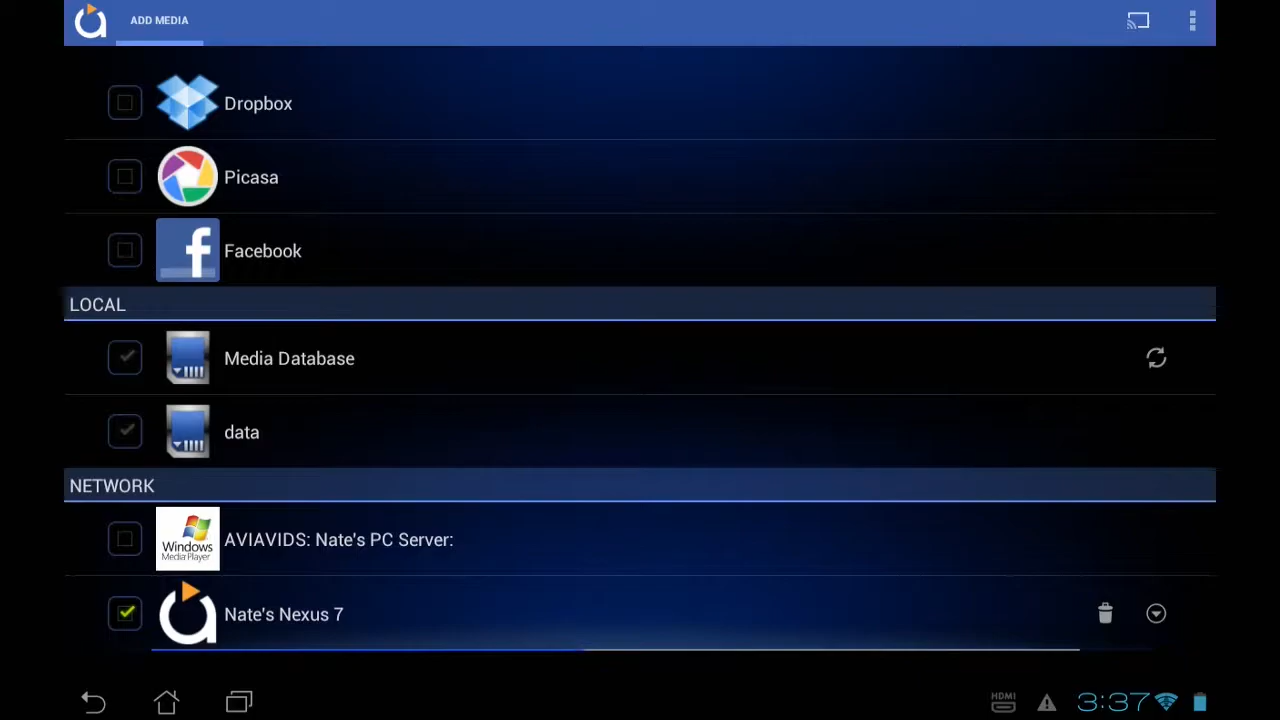 ADD MEDIA
Dropbox
Picasa
Facebook
LOCAL
Media Database
data
NETWORK
Windows
Media Player
AVIAVIDS: Nate's PC Server:
Nate's Nexus 7
HDMI
3:37